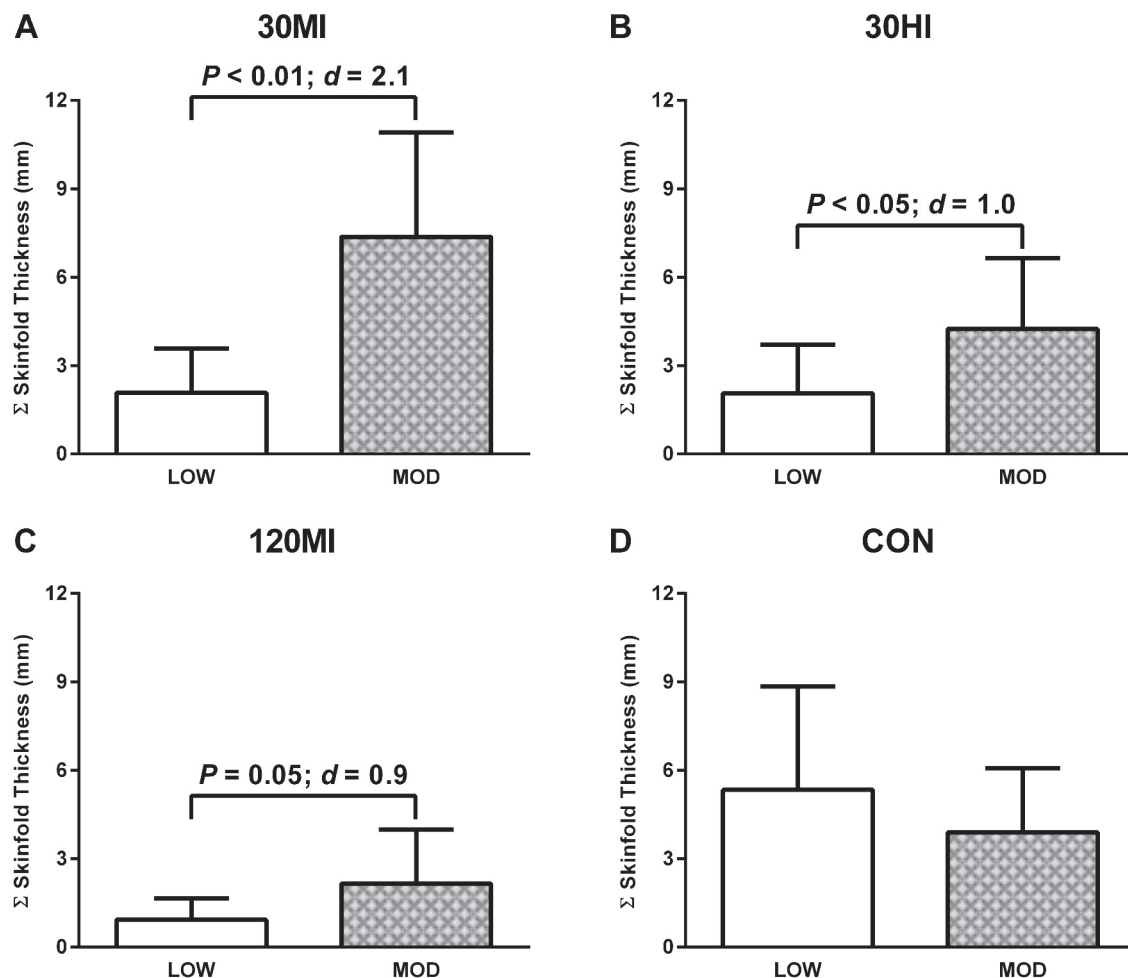 A
30MI
P < 0.01; d = 2.1
Σ Skinfold Thickness (mm)
12
9
6
3
0
LOW
MOD
B
30HI
P < 0.05; d = 1.0
Σ Skinfold Thickness (mm)
12
9
6
3
0
LOW
MOD
C
120MI
P = 0.05; d = 0.9
Σ Skinfold Thickness (mm)
12
9
6
3
0
LOW
MOD
D
CON
Σ Skinfold Thickness (mm)
12
9
6
3
0
LOW
MOD